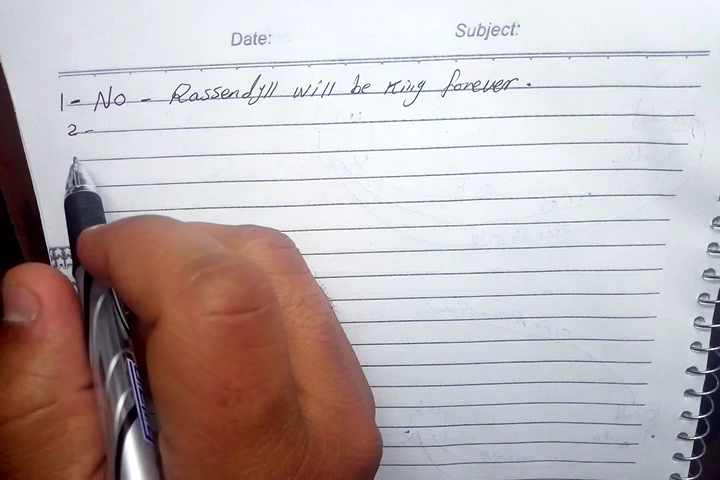 Date: Subject:
1- No - Rassendyll will be King forever.
2-